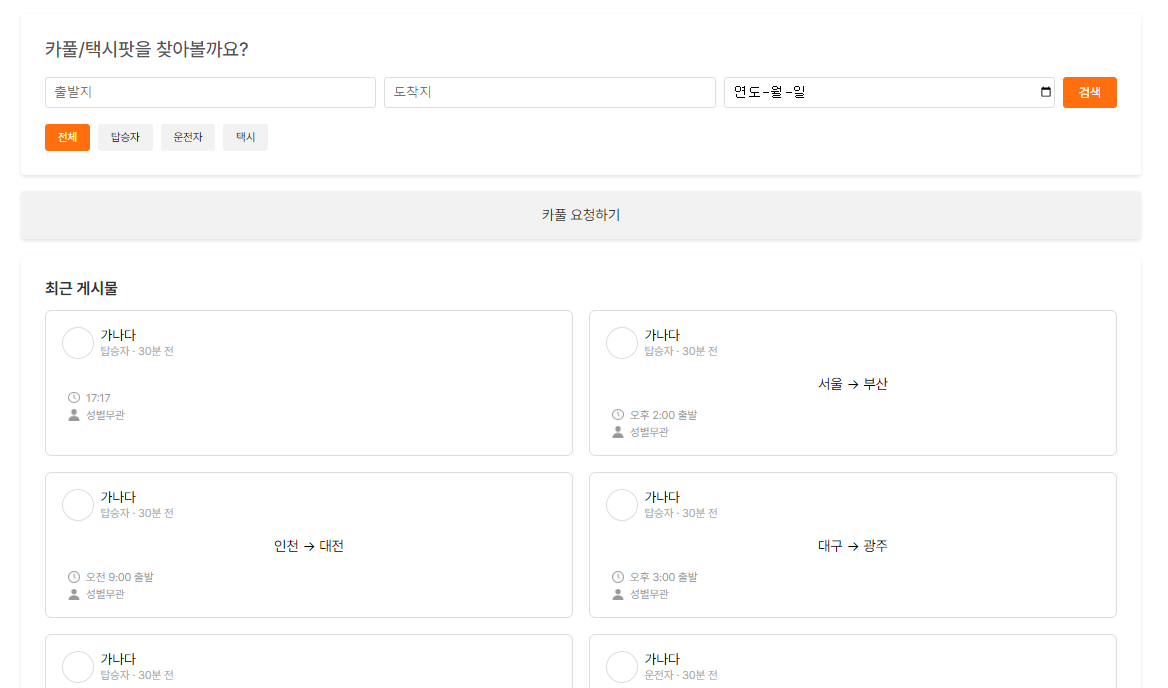 카풀/택시팟을 찾아볼까요?
출발지 도착지 연도-월-일 검색
전체 탑승자 운전자 택시
카풀 요청하기
최근 게시물
가나다
탑승자 · 30분 전
17:17
성별무관
가나다
탑승자 · 30분 전
서울 → 부산
오후 2:00 출발
성별무관
가나다
탑승자 · 30분 전
인천 → 대전
오전 9:00 출발
성별무관
가나다
탑승자 · 30분 전
대구 → 광주
오후 3:00 출발
성별무관
가나다
탑승자 · 30분 전
가나다
운전자 · 30분 전